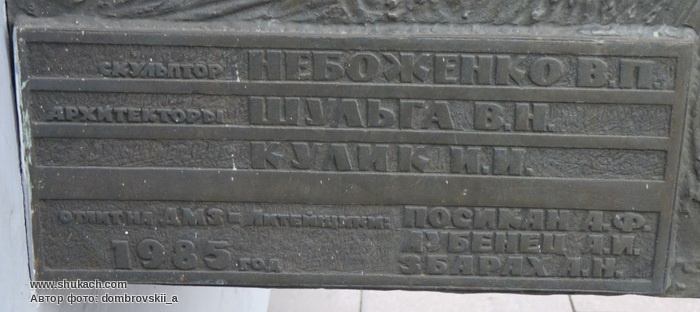 СКУЛЬПТОР НЕБОЖЕНКО В.П.
АРХИТЕКТОРЫ ШУЛЬГА В.Н.
КУЛИК И.И.
ОТЛИТ НА ДМЗ ЛИТЕЙЩИКИ: ПОСИКАН А.Ф.
ЛУБЕНЕЦ А.И.
1985 ГОД ЗБАРАХ А.Н.
www.shukach.com
Автор фото: dombrovskii_a